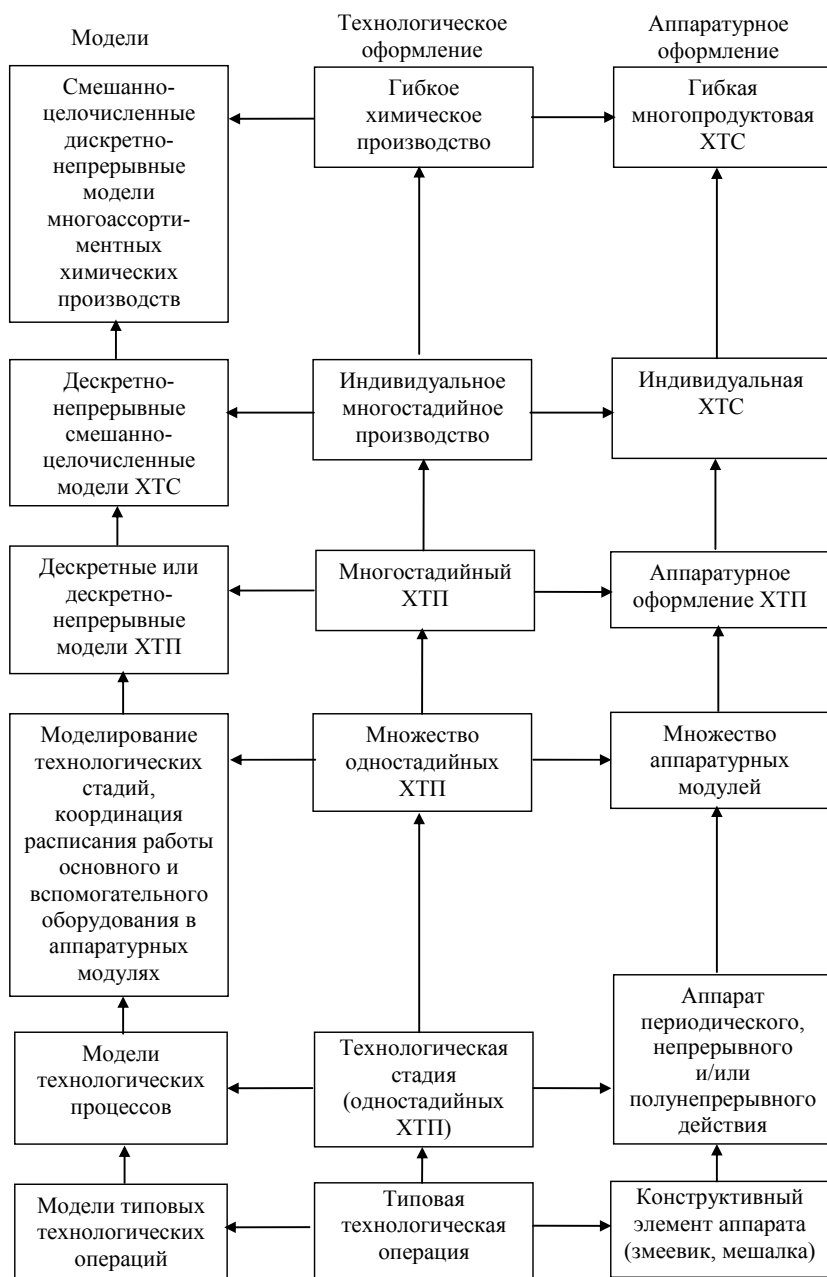 Модели
Технологическое
оформление
Аппаратурное
оформление
Смешанно-
целочисленные
дискретно-
непрерывные
модели
многоассорти-
ментных
химических
производств
Гибкое
химическое
производство
Гибкая
многопродуктовая
ХТС
Дескретно-
непрерывные
смешанно-
целочисленные
модели ХТС
Индивидуальное
многостадийное
производство
Индивидуальная
ХТС
Дескретные или
дескретно-
непрерывные
модели ХТП
Многостадийный
ХТП
Аппаратурное
оформление ХТП
Моделирование
технологических
стадий,
координация
расписания работы
основного и
вспомогательного
оборудования в
аппаратурных
модулях
Множество
одностадийных
ХТП
Множество
аппаратурных
модулей
Модели
технологических
процессов
Технологическая
стадия
(одностадийных
ХТП)
Аппарат
периодического,
непрерывного
и/или
полунепрерывного
действия
Модели типовых
технологических
операций
Типовая
технологическая
операция
Конструктивный
элемент аппарата
(змеевик, мешалка)